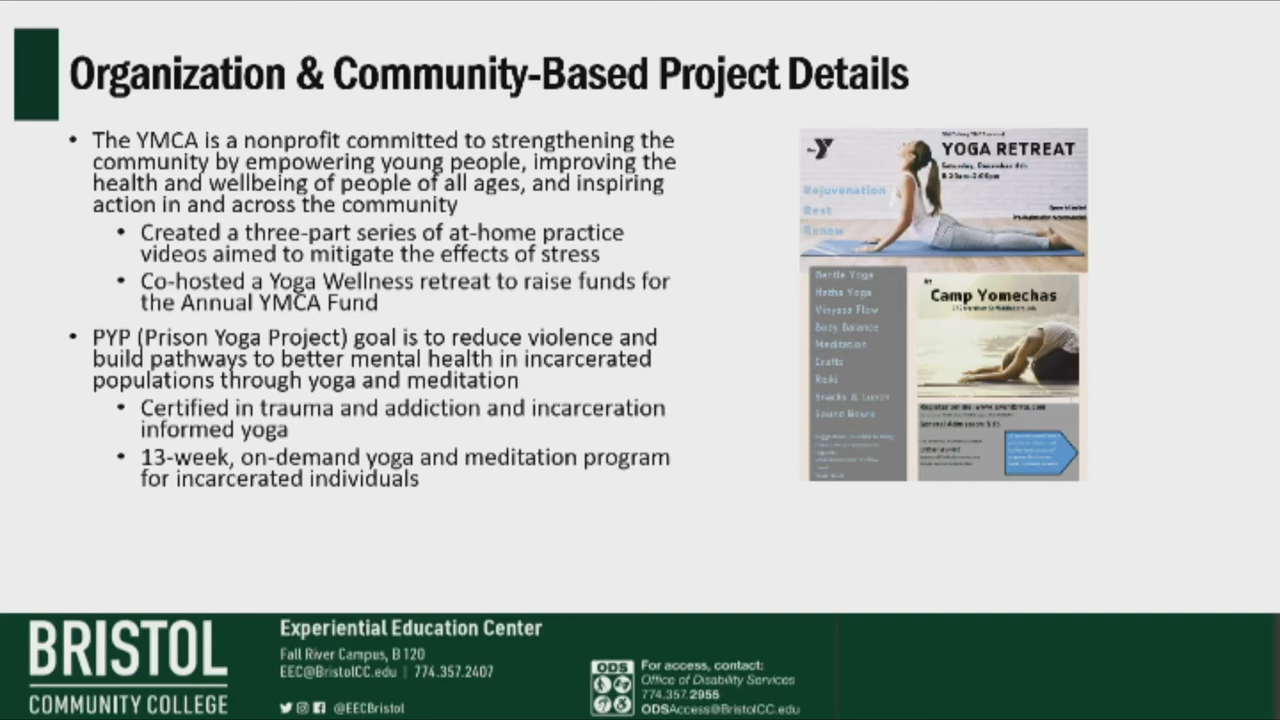 Organization & Community-Based Project Details
• The YMCA is a nonprofit committed to strengthening the
community by empowering young people, improving the
health and wellbeing of people of all ages, and inspiring
action in and across the community
• Created a three-part series of at-home practice
videos aimed to mitigate the effects of stress
• Co-hosted a Yoga Wellness retreat to raise funds for
the Annual YMCA Fund
• PYP (Prison Yoga Project) goal is to reduce violence and
build pathways to better mental health in incarcerated
populations through yoga and meditation
• Certified in trauma and addiction and incarceration
informed yoga
• 13-week, on-demand yoga and meditation program
for incarcerated individuals
YOGA RETREAT
Saturday, December 4th
Rejuvenation
Rest
Renew
Gentle Yoga
Hatha Yoga
Vinyasa Flow
Body Balance
Meditation
Crafts
Reiki
Snacks & Lunch
Sound Bowls
At
Camp Yomechas
General Admission
BRISTOL
COMMUNITY COLLEGE
Experiential Education Center
Fall River Campus, B120
EEC@BristolCC.edu | 774.357.2407
@EECBristol
ODS
For access, contact:
Office of Disability Services
774.357.2955
ODSAccess@BristolCC.edu